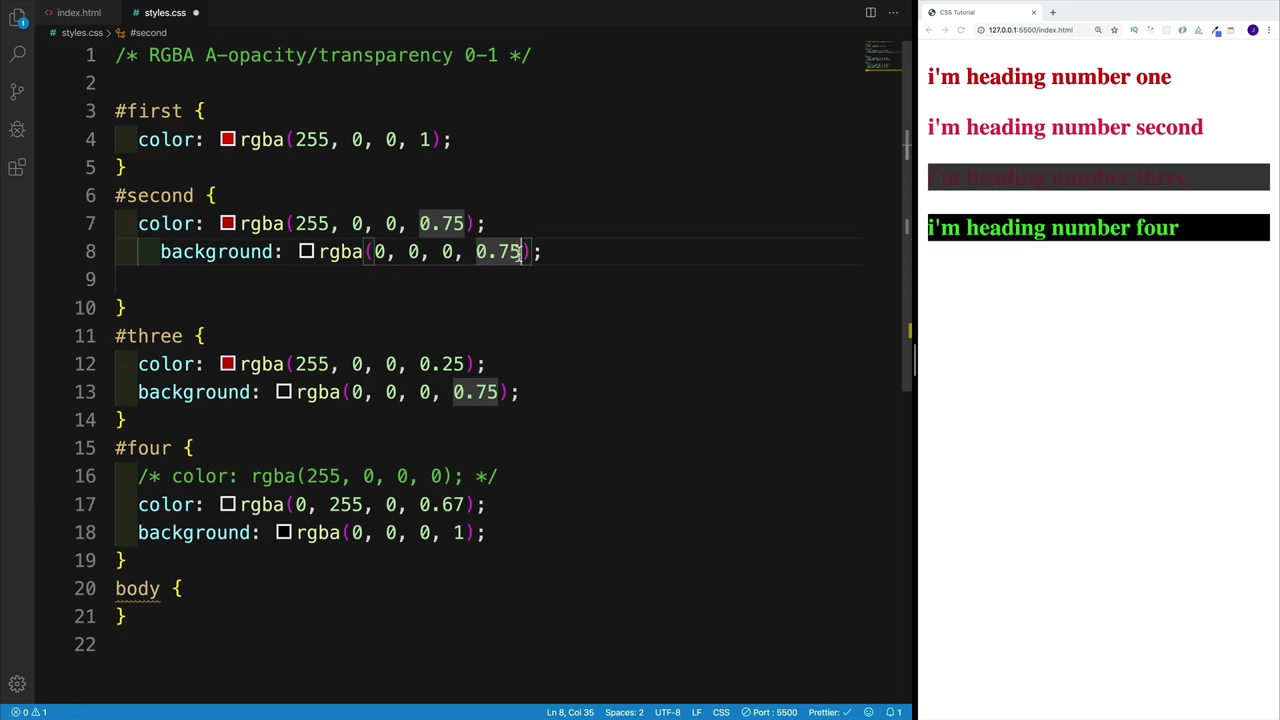 index.html
styles.css
styles.css > #second
1 /* RGBA A-opacity/transparency 0-1 */
2
3 #first {
4 color: rgba(255, 0, 0, 1);
5 }
6 #second {
7 color: rgba(255, 0, 0, 0.75);
8 background: rgba(0, 0, 0, 0.75);
9
10 }
11 #three {
12 color: rgba(255, 0, 0, 0.25);
13 background: rgba(0, 0, 0, 0.75);
14 }
15 #four {
16 /* color: rgba(255, 0, 0, 0); */
17 color: rgba(0, 255, 0, 0.67);
18 background: rgba(0, 0, 0, 1);
19 }
20 body {
21 }
22
1
0 1
Ln 8, Col 35 Spaces: 2 UTF-8 LF CSS Port : 5500 Prettier: ✓ 1
CSS Tutorial
127.0.0.1:5500/index.html
IQ
J
i'm heading number one
i'm heading number second
i'm heading number three
i'm heading number four